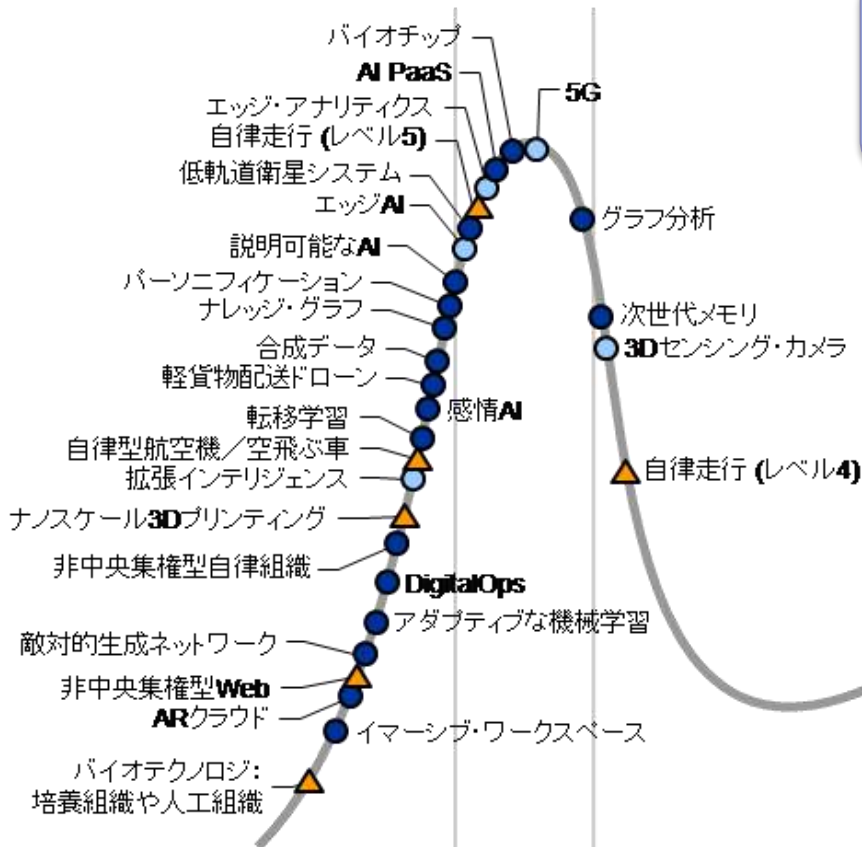 バイオチップ
AI PaaS
5G
エッジ・アナリティクス
自律走行 (レベル5)
低軌道衛星システム
エッジAI
グラフ分析
説明可能なAI
パーソニフィケーション
ナレッジ・グラフ
次世代メモリ
3Dセンシング・カメラ
合成データ
軽貨物配送ドローン
感情AI
転移学習
自律型航空機／空飛ぶ車
自律走行 (レベル4)
拡張インテリジェンス
ナノスケール3Dプリンティング
非中央集権型自律組織
DigitalOps
アダプティブな機械学習
敵対的生成ネットワーク
非中央集権型Web
ARクラウド
イマーシブ・ワークスペース
バイオテクノロジ：
培養組織や人工組織